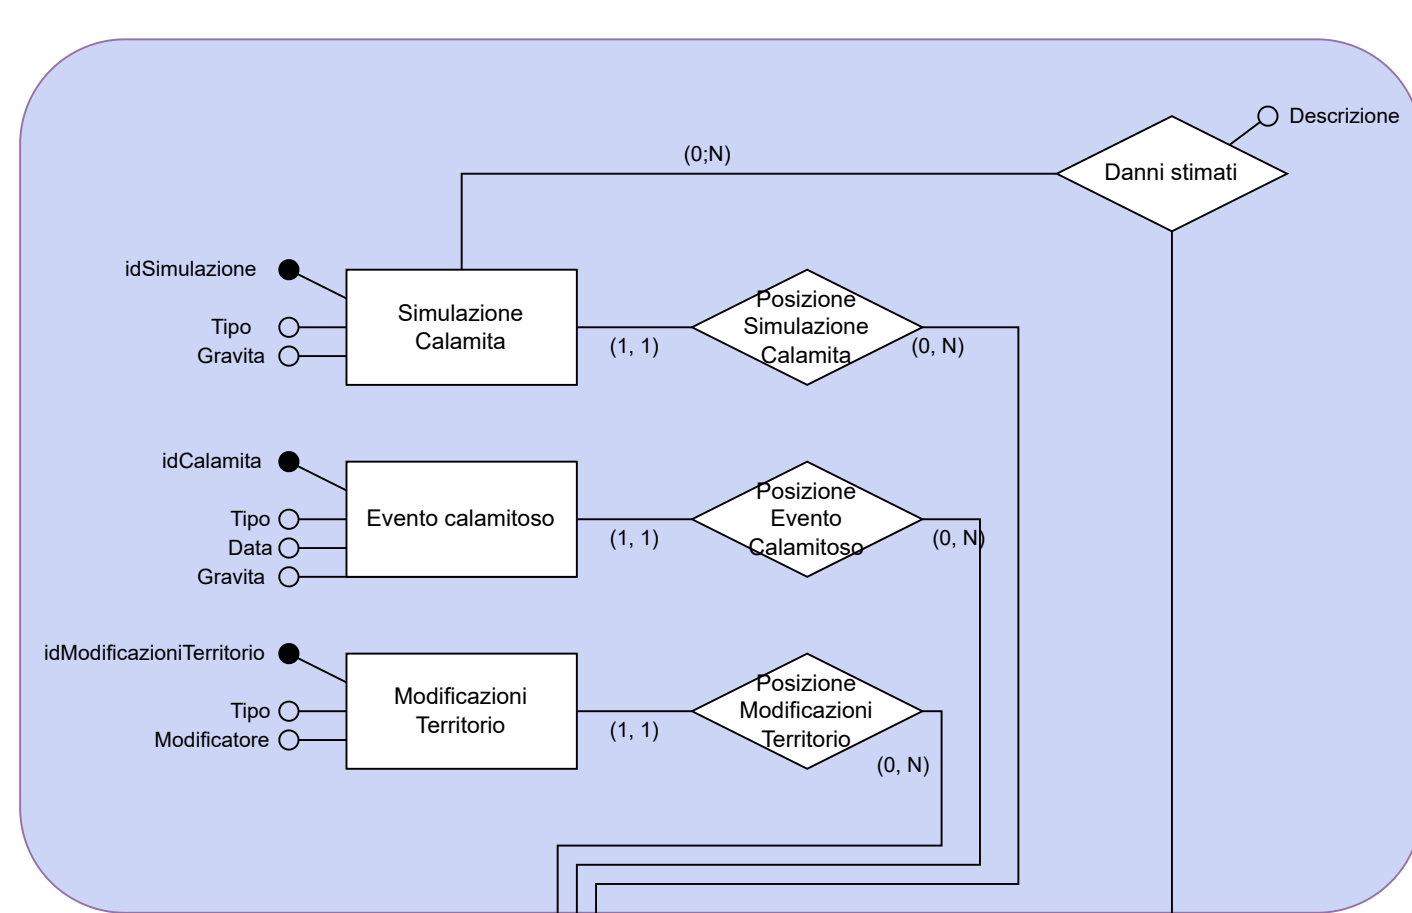 Descrizione
(0;N)
Danni stimati
idSimulazione
Tipo
Gravita
Simulazione
Calamita
(1, 1)
Posizione
Simulazione
Calamita
(0, N)
idCalamita
Tipo
Data
Gravita
Evento calamitoso
(1, 1)
Posizione
Evento
Calamitoso
(0, N)
idModificazioniTerritorio
Tipo
Modificatore
Modificazioni
Territorio
(1, 1)
Posizione
Modificazioni
Territorio
(0, N)